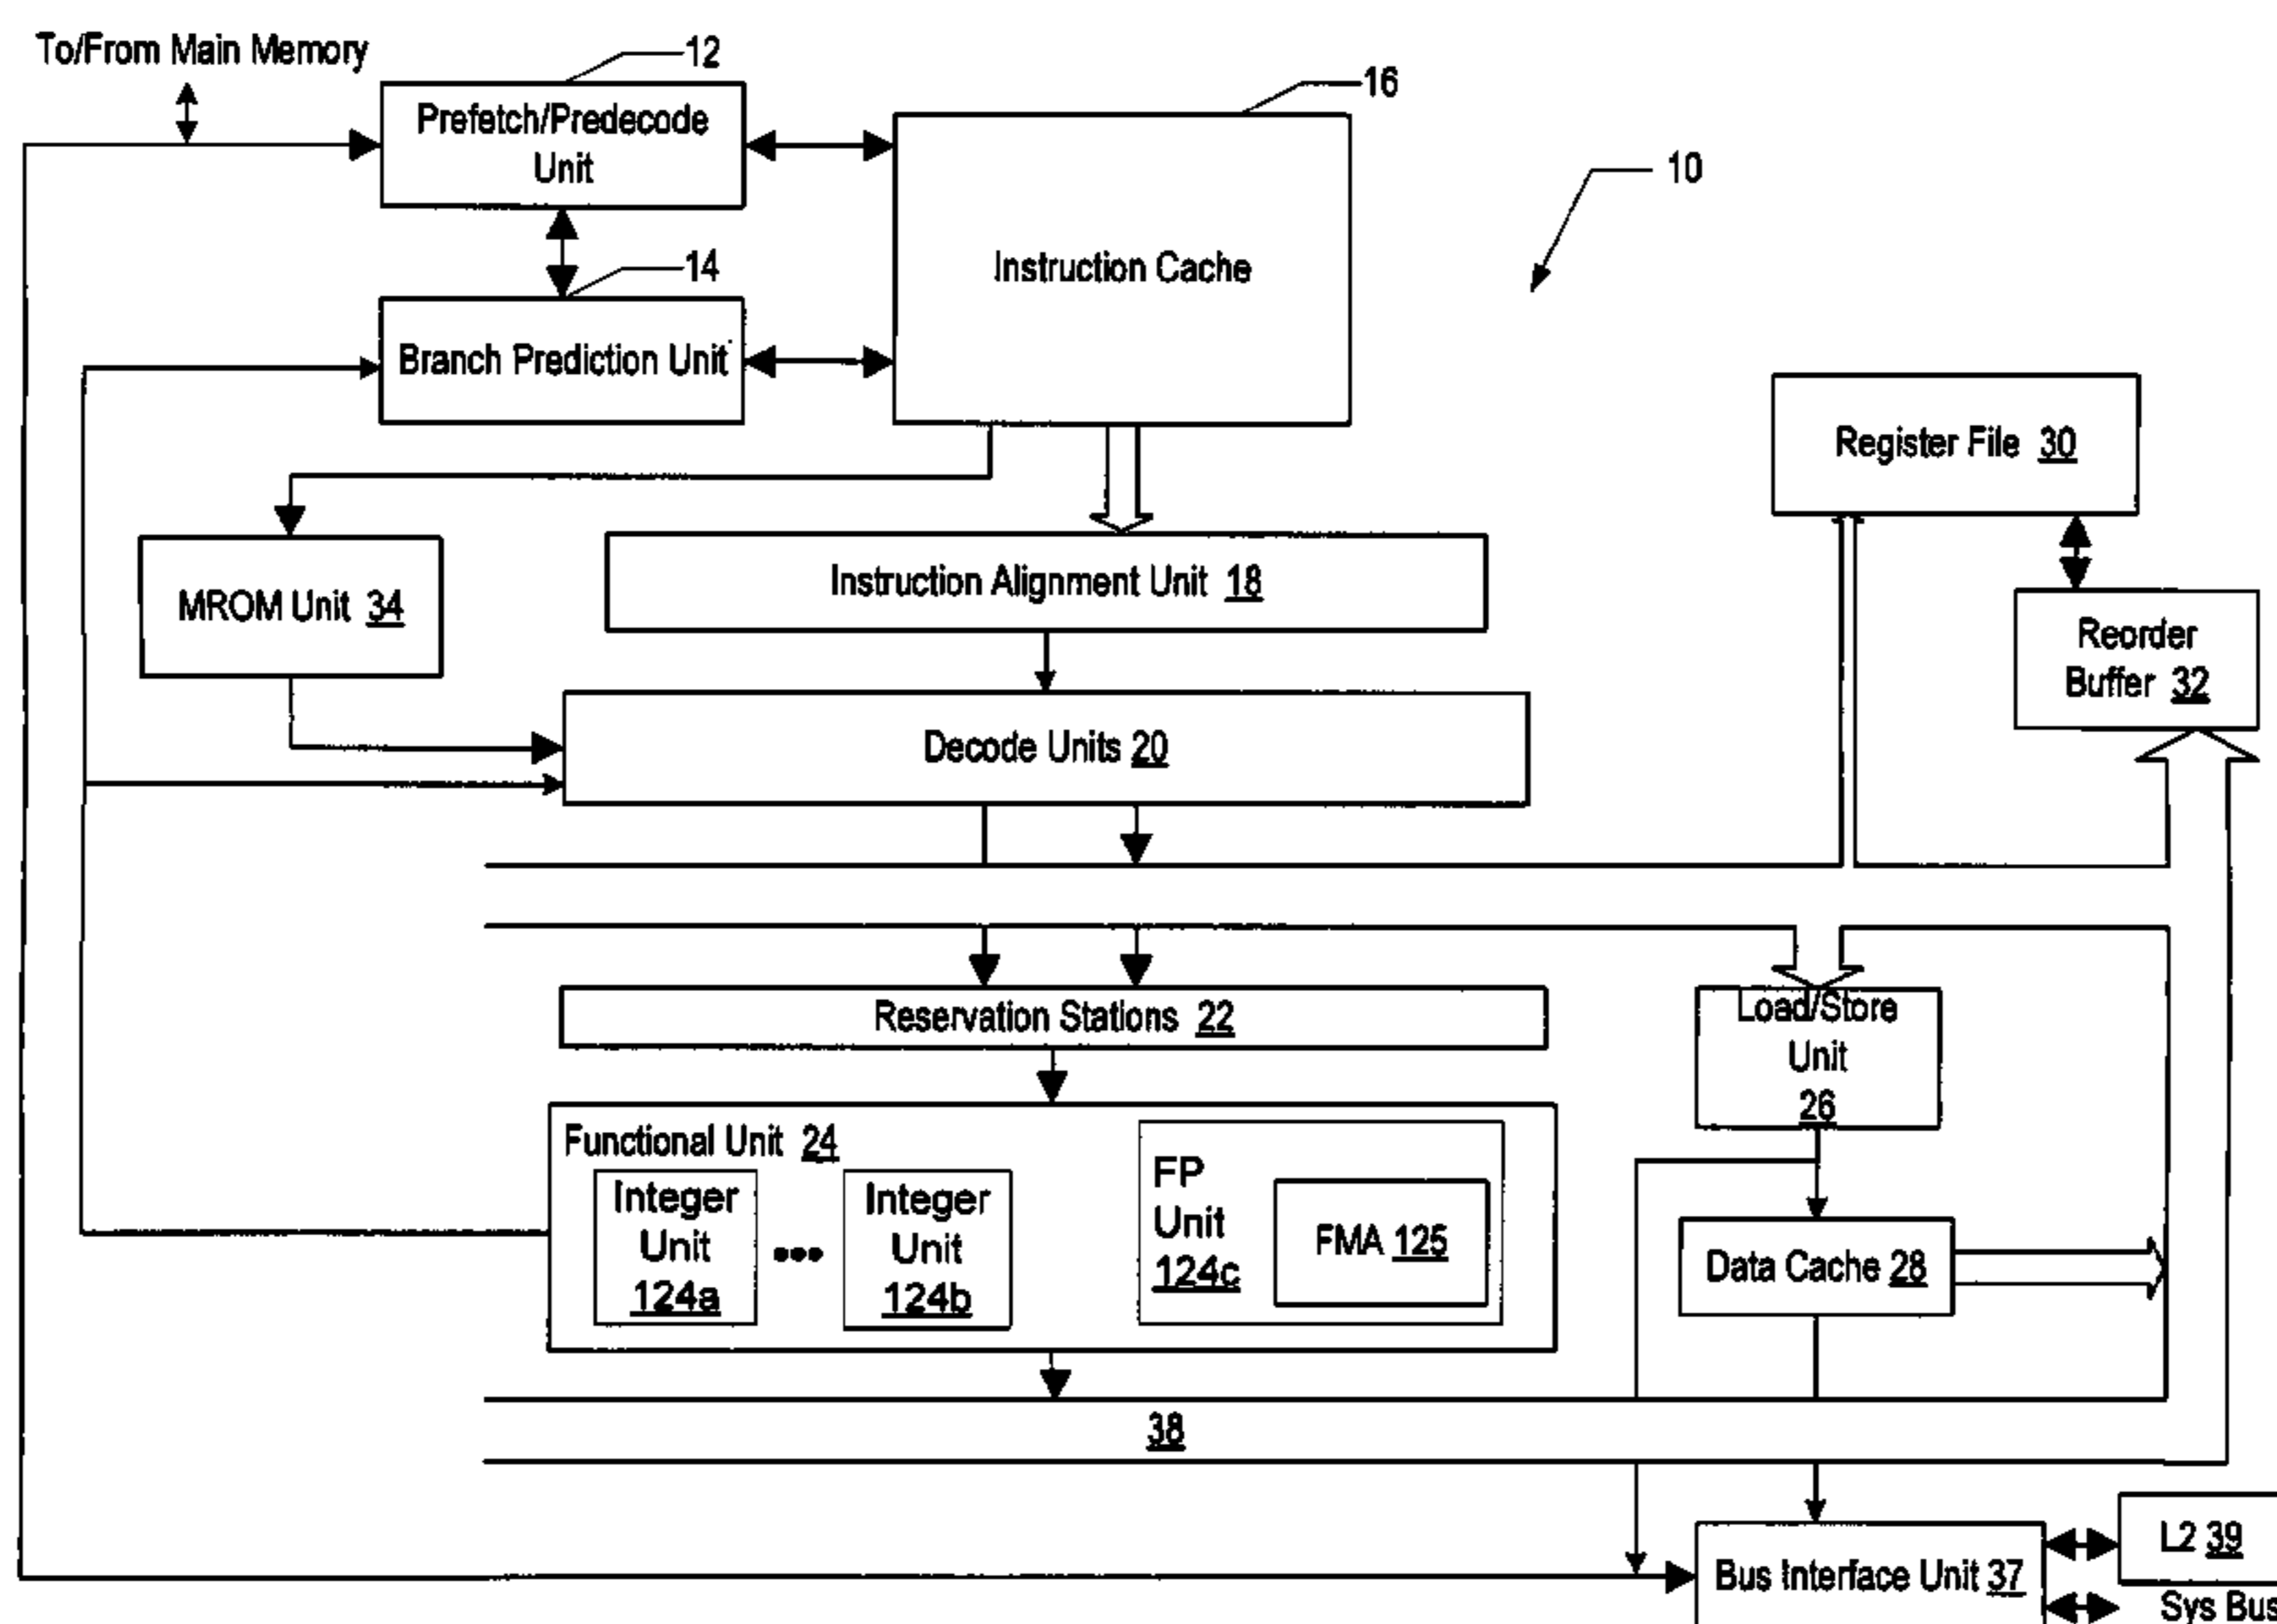 To/From Main Memory
12
16
Prefetch/Predecode
Unit
10
14
Instruction Cache
Branch Prediction Unit
Register File 30
Instruction Alignment Unit 18
MROM Unit 34
Reorder
Buffer 32
Decode Units 20
Reservation Stations 22
Load/Store
Unit
26
Functional Unit 24
Integer
Unit
124a
Integer
Unit
124b
FP
Unit
124c
FMA 125
Data Cache 28
38
L2 39
Bus Interface Unit 37
Sys Bus